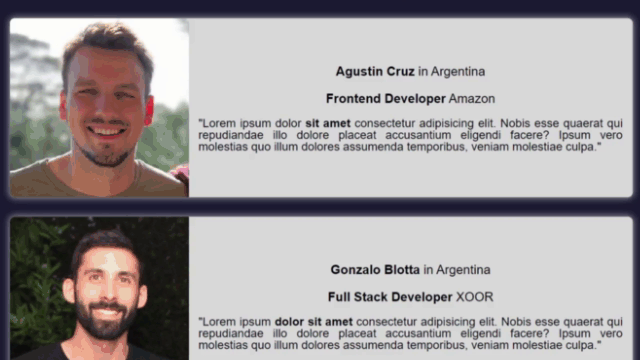 Agustin Cruz in Argentina
Frontend Developer Amazon
"Lorem ipsum dolor sit amet consectetur adipisicing elit. Nobis esse quaerat qui
repudiandae illo dolore placeat accusantium eligendi facere? Ipsum vero
molestias quo illum dolores assumenda temporibus, veniam molestiae culpa."
Gonzalo Blotta in Argentina
Full Stack Developer XOOR
"Lorem ipsum dolor sit amet consectetur adipisicing elit. Nobis esse quaerat qui
repudiandae illo dolore placeat accusantium eligendi facere? Ipsum vero
molestias quo illum dolores assumenda temporibus, veniam molestiae culpa."